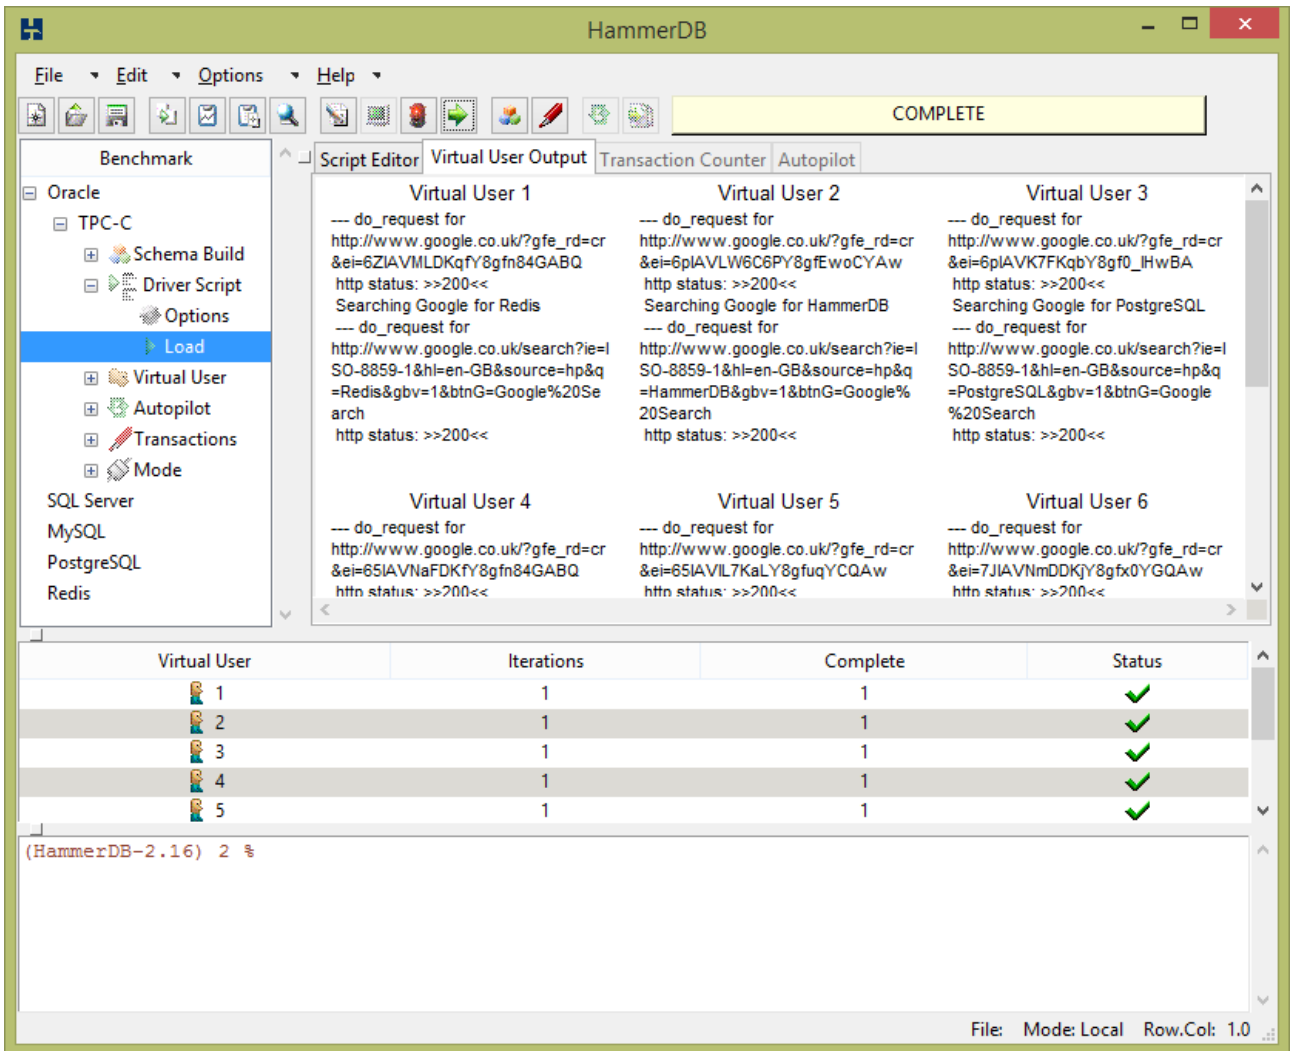 HammerDB
File Edit Options Help
COMPLETE
Benchmark
Oracle
TPC-C
Schema Build
Driver Script
Options
Load
Virtual User
Autopilot
Transactions
Mode
SQL Server
MySQL
PostgreSQL
Redis
Script Editor Virtual User Output Transaction Counter Autopilot
Virtual User 1
--- do_request for
http://www.google.co.uk/?gfe_rd=cr
&ei=6ZIAVMLDKqfY8gfn84GABQ
http status: >>200<<
Searching Google for Redis
--- do_request for
http://www.google.co.uk/search?ie=I
SO-8859-1&hl=en-GB&source=hp&q
=Redis&gbv=1&btnG=Google%20Se
arch
http status: >>200<<
Virtual User 2
--- do_request for
http://www.google.co.uk/?gfe_rd=cr
&ei=6pIAVLW6C6PY8gfEwoCYAw
http status: >>200<<
Searching Google for HammerDB
--- do_request for
http://www.google.co.uk/search?ie=I
SO-8859-1&hl=en-GB&source=hp&q
=HammerDB&gbv=1&btnG=Google%
20Search
http status: >>200<<
Virtual User 3
--- do_request for
http://www.google.co.uk/?gfe_rd=cr
&ei=6pIAVK7FKqbY8gf0_IHwBA
http status: >>200<<
Searching Google for PostgreSQL
--- do_request for
http://www.google.co.uk/search?ie=I
SO-8859-1&hl=en-GB&source=hp&q
=PostgreSQL&gbv=1&btnG=Google
%20Search
http status: >>200<<
Virtual User 4
--- do_request for
http://www.google.co.uk/?gfe_rd=cr
&ei=65IAVNaFDKfY8gfn84GABQ
http status: >>200<<
Virtual User 5
--- do_request for
http://www.google.co.uk/?gfe_rd=cr
&ei=65IAVIL7KaLY8gfuqYCQAw
http status: >>200<<
Virtual User 6
--- do_request for
http://www.google.co.uk/?gfe_rd=cr
&ei=7JIAVNmDDKjY8gfx0YGQAw
http status: >>200<<
Virtual User Iterations Complete Status
1 1 1
2 1 1
3 1 1
4 1 1
5 1 1
(HammerDB-2.16) 2 %
File: Mode: Local Row.Col: 1.0